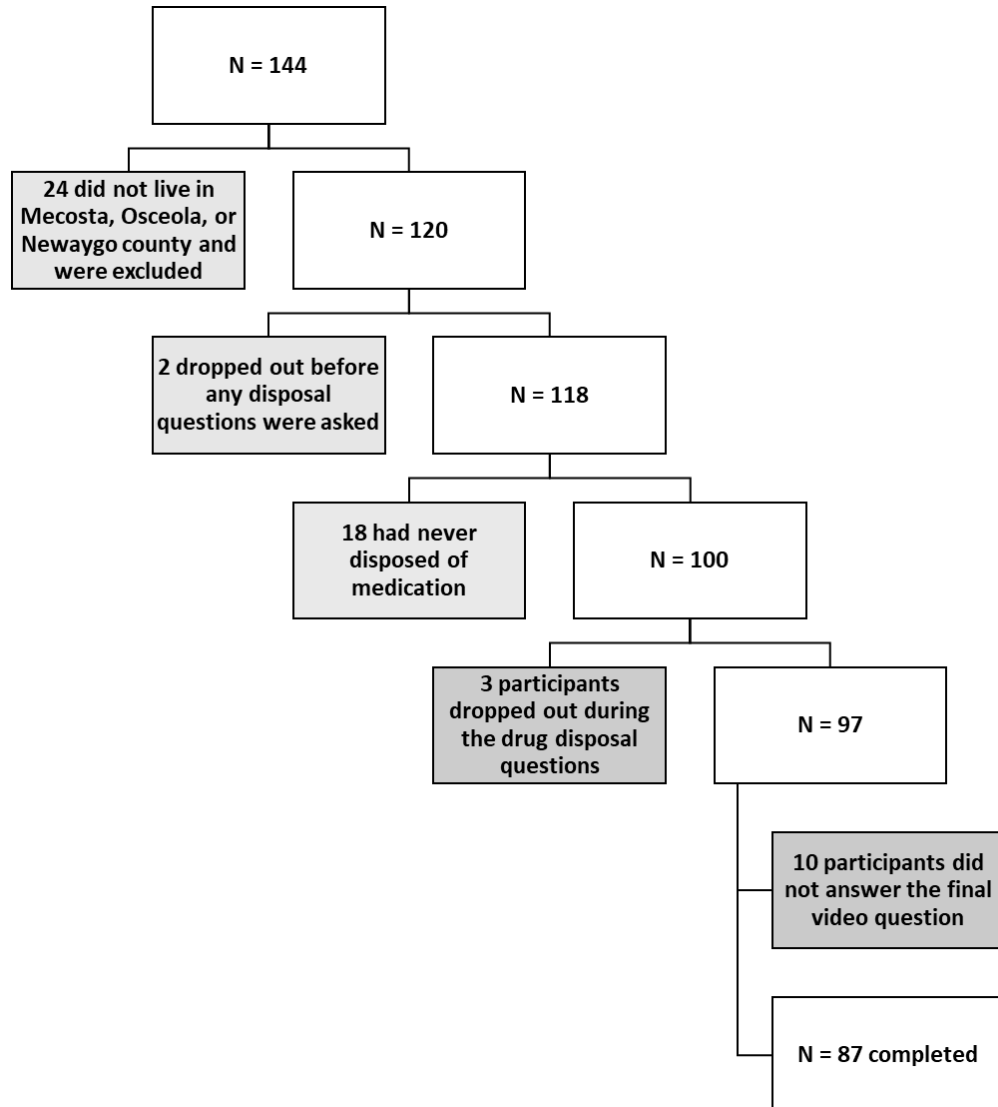 N = 144
24 did not live in
Mecosta, Osceola, or
Newaygo county and
were excluded
N = 120
2 dropped out before
any disposal
questions were asked
N = 118
18 had never
disposed of
medication
N = 100
3 participants
dropped out during
the drug disposal
questions
N = 97
10 participants did
not answer the final
video question
N = 87 completed